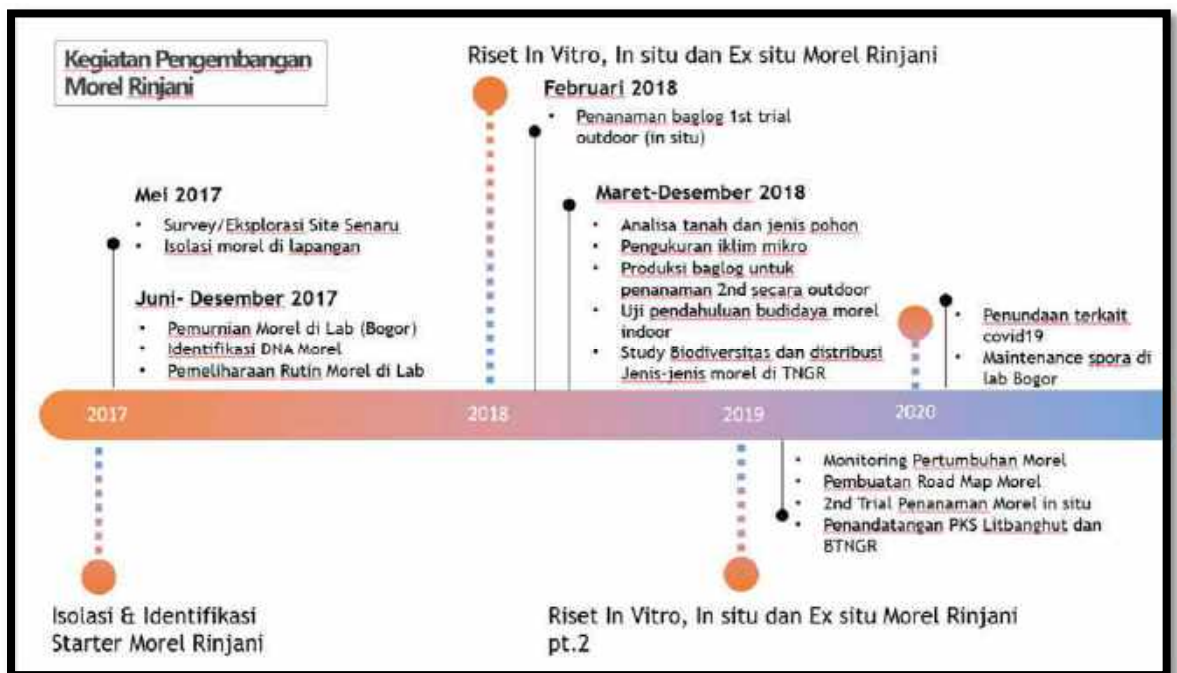 Kegiatan Pengembangan
Morel Rinjani
Riset In Vitro, In situ dan Ex situ Morel Rinjani
Februari 2018
• Penanaman baglog 1st trial
outdoor (in situ)
Mei 2017
• Survey/Eksplorasi Site Senaru
• Isolasi morel di lapangan
Juni- Desember 2017
• Pemurnian Morel di Lab (Bogor)
• Identifikasi DNA Morel
• Pemeliharaan Rutin Morel di Lab
Maret-Desember 2018
• Analisa tanah dan jenis pohon
• Pengukuran iklim mikro
• Produksi baglog untuk
penanaman 2nd secara outdoor
• Uji pendahuluan budidaya morel
indoor
• Study Biodiversitas dan distribusi
Jenis-jenis morel di TNGR
• Penundaan terkait
covid19
• Maintenance spora di
lab Bogor
2017
2018
2019
2020
• Monitoring Pertumbuhan Morel
• Pembuatan Road Map Morel
• 2nd Trial Penanaman Morel in situ
• Penandatangan PKS Litbanghut dan
BTNGR
Isolasi & Identifikasi
Starter Morel Rinjani
Riset In Vitro, In situ dan Ex situ Morel Rinjani
pt.2